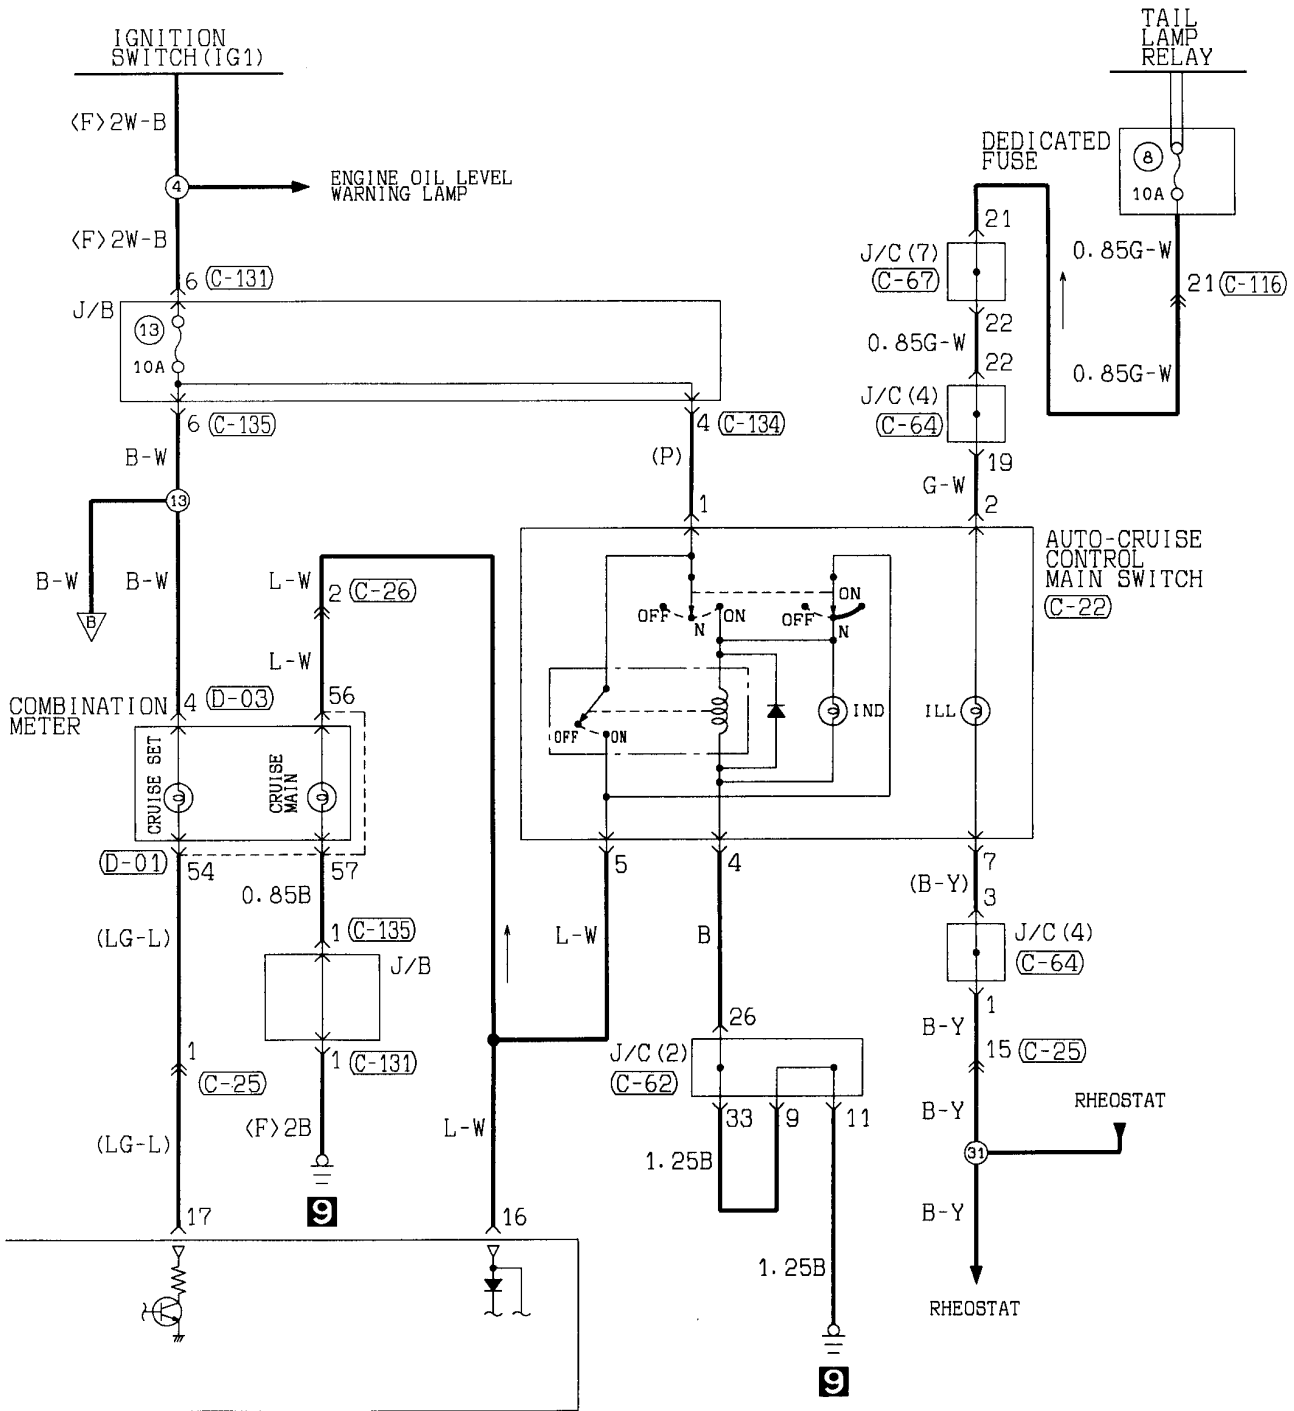 IGNITION
SWITCH(IG1)
TAIL
LAMP
RELAY
<F>2W-B
DEDICATED
FUSE
8
10A
4
ENGINE OIL LEVEL
WARNING LAMP
<F>2W-B
21
0.85G-W
J/C(7)
C-67
6 C-131
21 C-116
J/B
13
10A
22
0.85G-W
22
0.85G-W
J/C(4)
C-64
6 C-135
4 C-134
B-W
(P)
19
G-W
13
1
2
AUTO-CRUISE
CONTROL
MAIN SWITCH
C-22
B-W
B-W
L-W
2 C-26
B
OFF
N
ON
OFF
ON
N
L-W
COMBINATION
METER
4 D-03
56
OFF
ON
IND
ILL
CRUISE SET
CRUISE
MAIN
D-01
54
57
5
4
7
0.85B
(B-Y)
3
(LG-L)
1 C-135
L-W
B
J/C(4)
C-64
J/B
26
1
B-Y
1
C-25
1 C-131
J/C(2)
C-62
15 C-25
33
9
11
B-Y
RHEOSTAT
(LG-L)
<F>2B
L-W
1.25B
31
9
17
16
B-Y
1.25B
RHEOSTAT
9